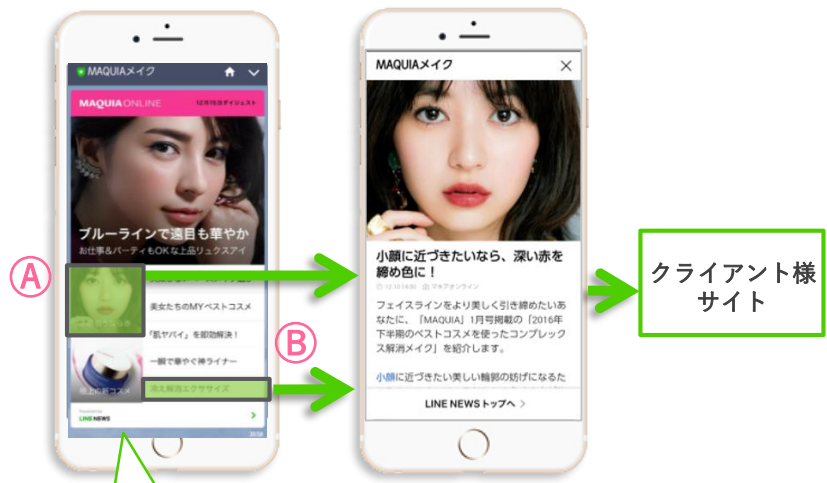 MAQUIAメイク
MAQUIA ONLINE
12月15日ダイジェスト
ブルーラインで遠目も華やか
お仕事&パーティもOKな上品リュクスアイ
美女たちのMYベストコスメ
「肌ヤバイ」を即効解決！
一瞬で華やぐ神ライナー
冷え解消エクササイズ
Powered by
LINE NEWS
20:58
Ⓐ
Ⓑ
MAQUIAメイク
小顔に近づきたいなら、深い赤を
締め色に！
マキアオンライン
フェイスラインをより美しく引き締めたいあ
なたに、「MAQUIA」1月号掲載の「2016年
下半期のベストコスメを使ったコンプレック
ス解消メイク」を紹介します。
小顔に近づきたい美しい輪郭の妨げになるた
LINE NEWSトップへ
クライアント様
サイト